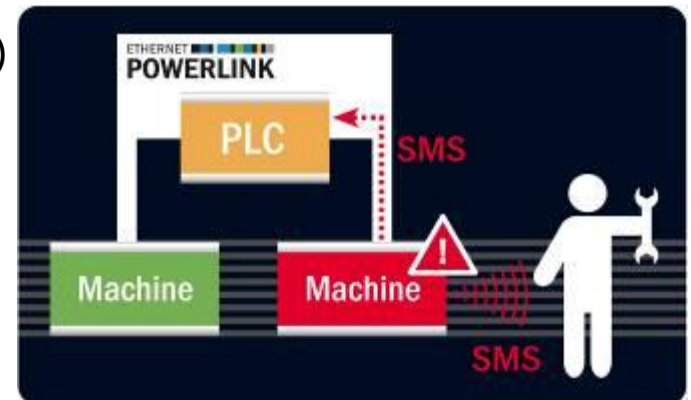 )
ETHERNET
POWERLINK
PLC
SMS
!
Machine
Machine
SMS